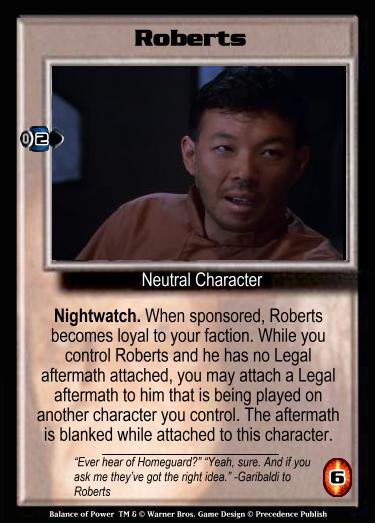 Roberts
0 2
Neutral Character
Nightwatch. When sponsored, Roberts
becomes loyal to your faction. While you
control Roberts and he has no Legal
aftermath attached, you may attach a Legal
aftermath to him that is being played on
another character you control. The aftermath
is blanked while attached to this character.
"Ever hear of Homeguard?" "Yeah, sure. And if you
ask me they've got the right idea." -Garibaldi to
Roberts
6
Balance of Power TM & © Warner Bros. Game Design © Precedence Publish